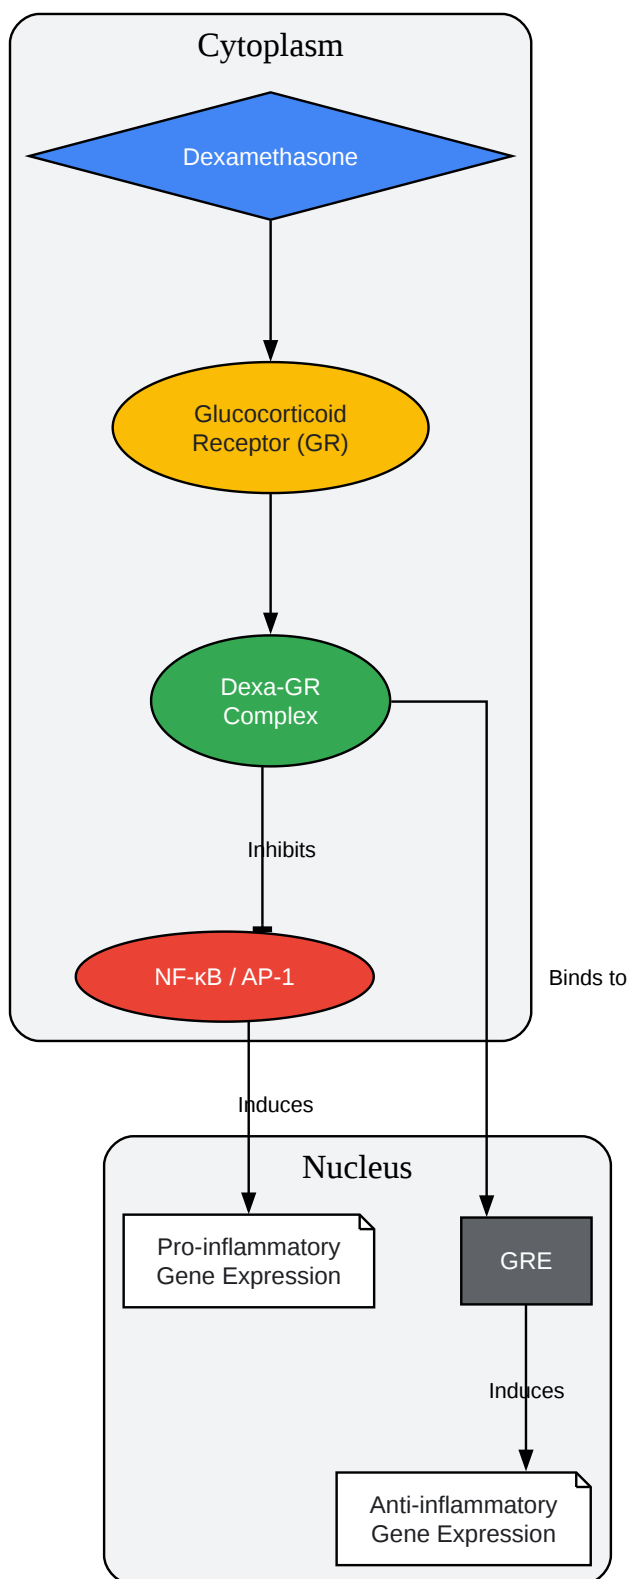 Cytoplasm
Dexamethasone
Glucocorticoid
Receptor (GR)
Dexa-GR
Complex
Inhibits
NF-κB / AP-1
Binds to
Induces
Nucleus
Pro-inflammatory
Gene Expression
GRE
Induces
Anti-inflammatory
Gene Expression